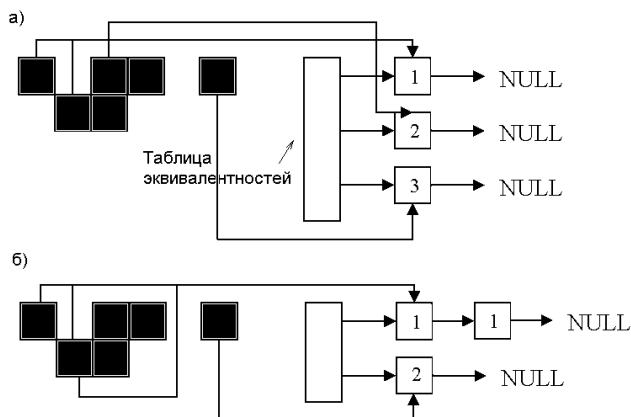 а)
1 NULL
2 NULL
Таблица
эквивалентностей
3 NULL
б)
1 1 NULL
2 NULL